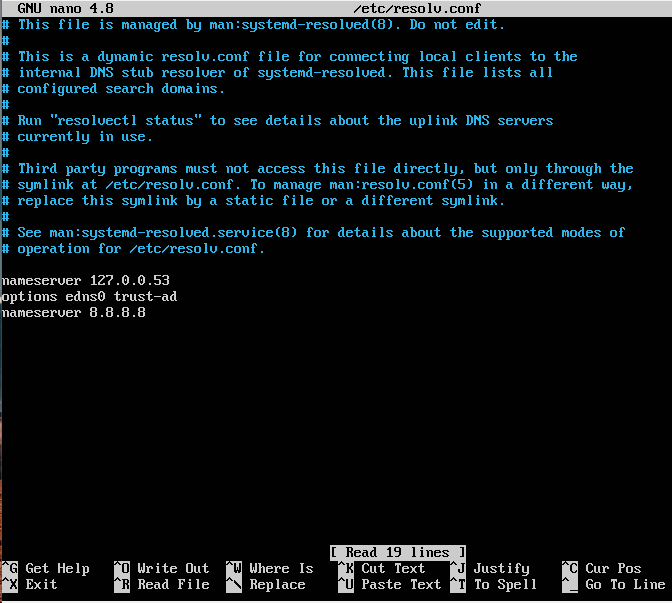 GNU nano 4.8 /etc/resolv.conf
# This file is managed by man:systemd-resolved(8). Do not edit.
#
# This is a dynamic resolv.conf file for connecting local clients to the
# internal DNS stub resolver of systemd-resolved. This file lists all
# configured search domains.
#
# Run "resolvectl status" to see details about the uplink DNS servers
# currently in use.
#
# Third party programs must not access this file directly, but only through the
# symlink at /etc/resolv.conf. To manage man:resolv.conf(5) in a different way,
# replace this symlink by a static file or a different symlink.
#
# See man:systemd-resolved.service(8) for details about the supported modes of
# operation for /etc/resolv.conf.
nameserver 127.0.0.53
options edns0 trust-ad
nameserver 8.8.8.8
[ Read 19 lines ]
^G Get Help ^O Write Out ^W Where Is ^K Cut Text ^J Justify ^C Cur Pos
^X Exit ^R Read File ^\ Replace ^U Paste Text ^T To Spell ^_ Go To Line